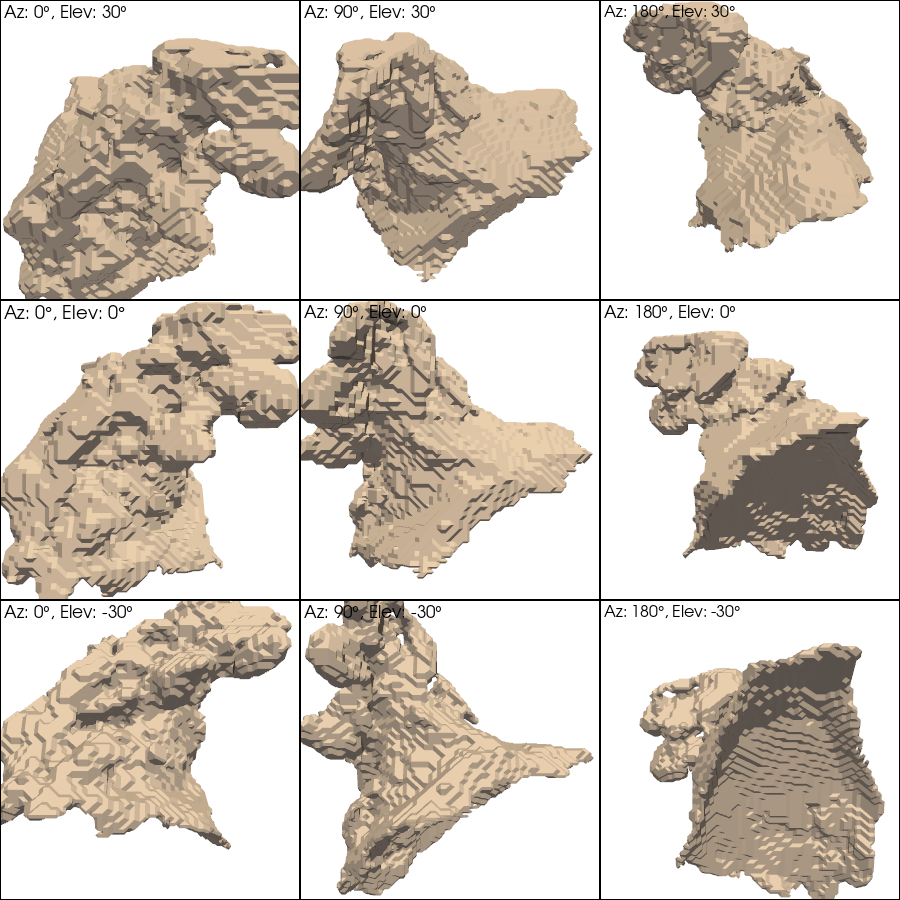 Az: 0°, Elev: 30°
Az: 90°, Elev: 30°
Az: 180°, Elev: 30°
Az: 0°, Elev: 0°
Az: 90°, Elev: 0°
Az: 180°, Elev: 0°
Az: 0°, Elev: -30°
Az: 90°, Elev: -30°
Az: 180°, Elev: -30°